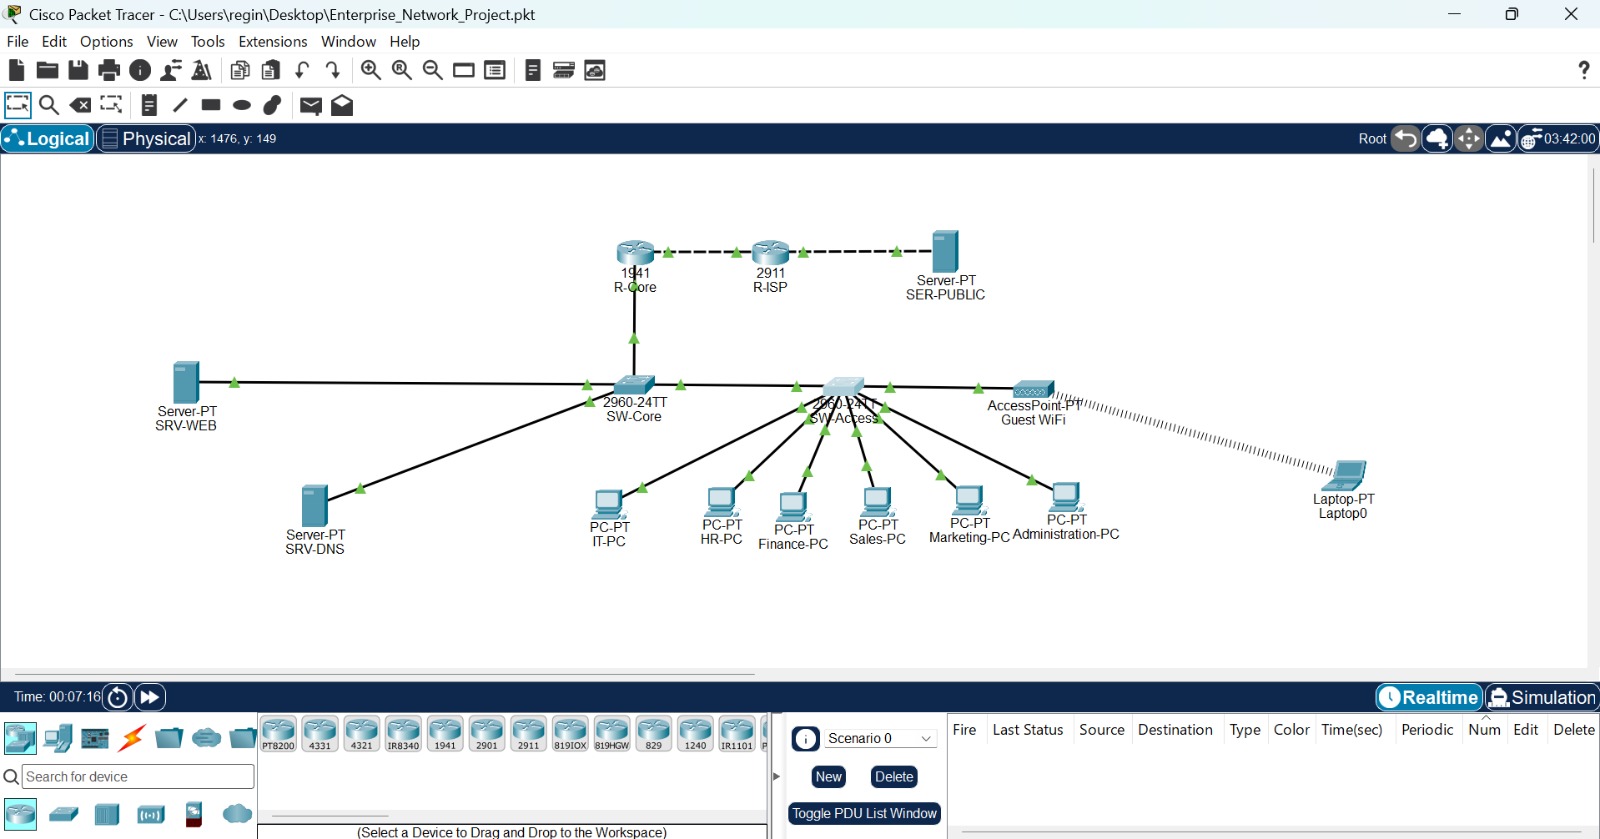 Cisco Packet Tracer - C:\Users\regin\Desktop\Enterprise_Network_Project.pkt
File Edit Options View Tools Extensions Window Help
?
Logical Physical x: 1476, y: 149 Root 03:42:00
1941
R-Core
2911
R-ISP
Server-PT
SER-PUBLIC
Server-PT
SRV-WEB
2960-24TT
SW-Core
2960-24TT
SW-Access
AccessPoint-PT
Guest WiFi
Laptop-PT
Laptop0
Server-PT
SRV-DNS
PC-PT
IT-PC
PC-PT
HR-PC
PC-PT
Finance-PC
PC-PT
Sales-PC
PC-PT
Marketing-PC
PC-PT
Administration-PC
Time: 00:07:16 Realtime Simulation
PT8200 4331 4321 IR8340 1941 2901 2911 819IOX 819HGW 829 1240 IR1101
Search for device
(Select a Device to Drag and Drop to the Workspace)
Scenario 0
New Delete
Toggle PDU List Window
Fire Last Status Source Destination Type Color Time(sec) Periodic Num Edit Delete